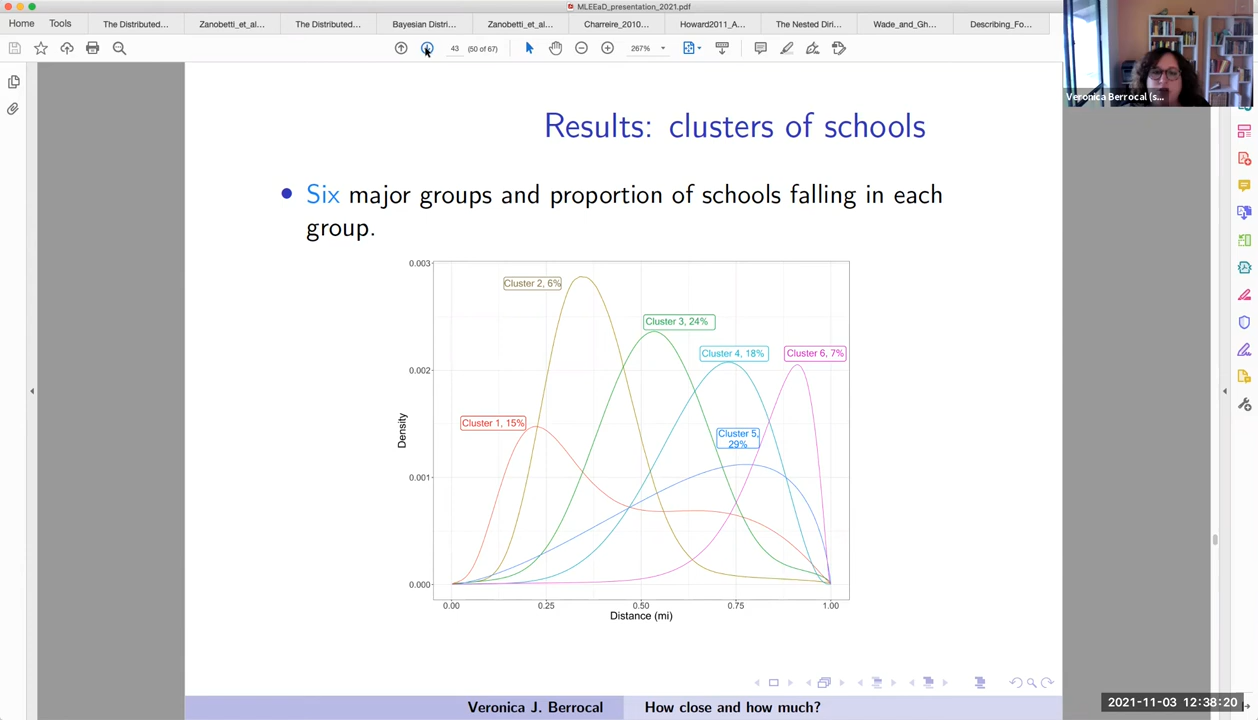 MLEEaD_presentation_2021.pdf
Home
Tools
The Distributed...
Zanobetti_et_al...
The Distributed...
Bayesian Distri...
Zanobetti_et_al...
Charreire_2010...
Howard2011_A...
The Nested Diri...
Wade_and_Gh...
Describing_Fo...
43
(50 of 67)
267%
Veronica Berrocal (s...
Results: clusters of schools
Six major groups and proportion of schools falling in each
group.
0.003
0.002
0.001
0.000
Density
Cluster 2, 6%
Cluster 3, 24%
Cluster 4, 18%
Cluster 6, 7%
Cluster 1, 15%
Cluster 5,
29%
0.00
0.25
0.50
0.75
1.00
Distance (mi)
Veronica J. Berrocal
How close and how much?
2021-11-03 12:38:20